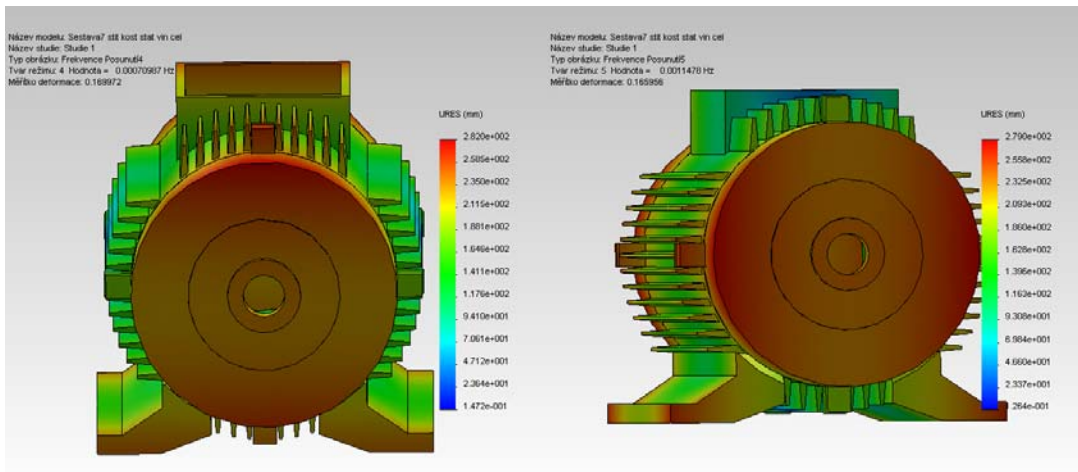 Název modelu: Sestava7 stit kost stat vin cel
Název studie: Studie 1
Typ obrázku: Frekvence Posunutí4
Tvar režimu: 4 Hodnota = 0.00070987 Hz
Měřítko deformace: 0.169972
URES (mm)
2.820e+002
2.585e+002
2.350e+002
2.115e+002
1.881e+002
1.646e+002
1.411e+002
1.176e+002
9.410e+001
7.061e+001
4.712e+001
2.364e+001
1.472e-001
Název modelu: Sestava7 stit kost stat vin cel
Název studie: Studie 1
Typ obrázku: Frekvence Posunutí5
Tvar režimu: 5 Hodnota = 0.0011478 Hz
Měřítko deformace: 0.165956
URES (mm)
2.790e+002
2.558e+002
2.325e+002
2.093e+002
1.860e+002
1.628e+002
1.396e+002
1.163e+002
9.308e+001
6.984e+001
4.660e+001
2.337e+001
.264e-001